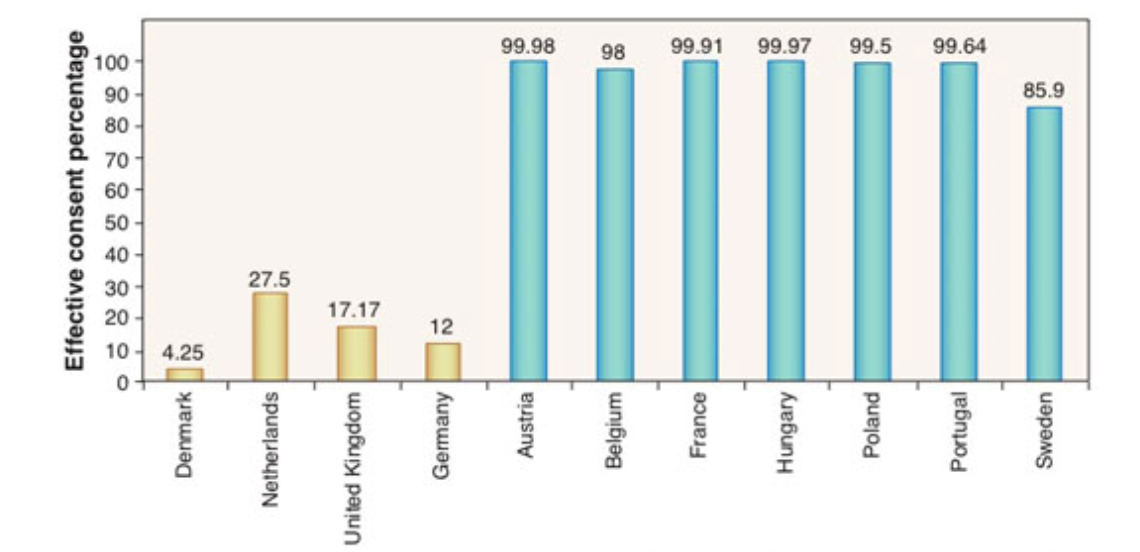 Effective consent percentage
100
90
80
70
60
50
40
30
20
10
0
4.25
27.5
17.17
12
99.98
98
99.91
99.97
99.5
99.64
85.9
Denmark
Netherlands
United Kingdom
Germany
Austria
Belgium
France
Hungary
Poland
Portugal
Sweden